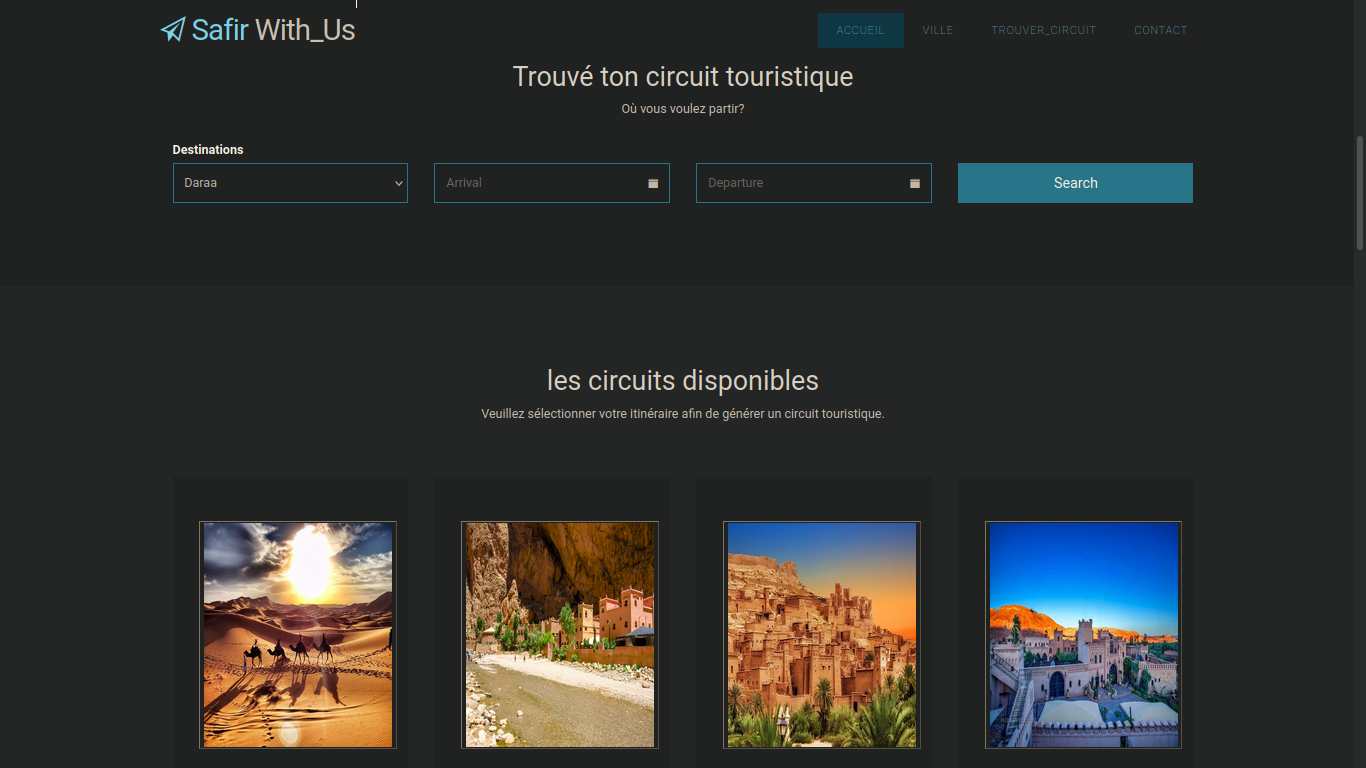 Safir With_Us
ACCUEIL
VILLE
TROUVER_CIRCUIT
CONTACT
Trouvé ton circuit touristique
Où vous voulez partir?
Destinations
Daraa
Arrival
Departure
Search
les circuits disponibles
Veuillez sélectionner votre itinéraire afin de générer un circuit touristique.